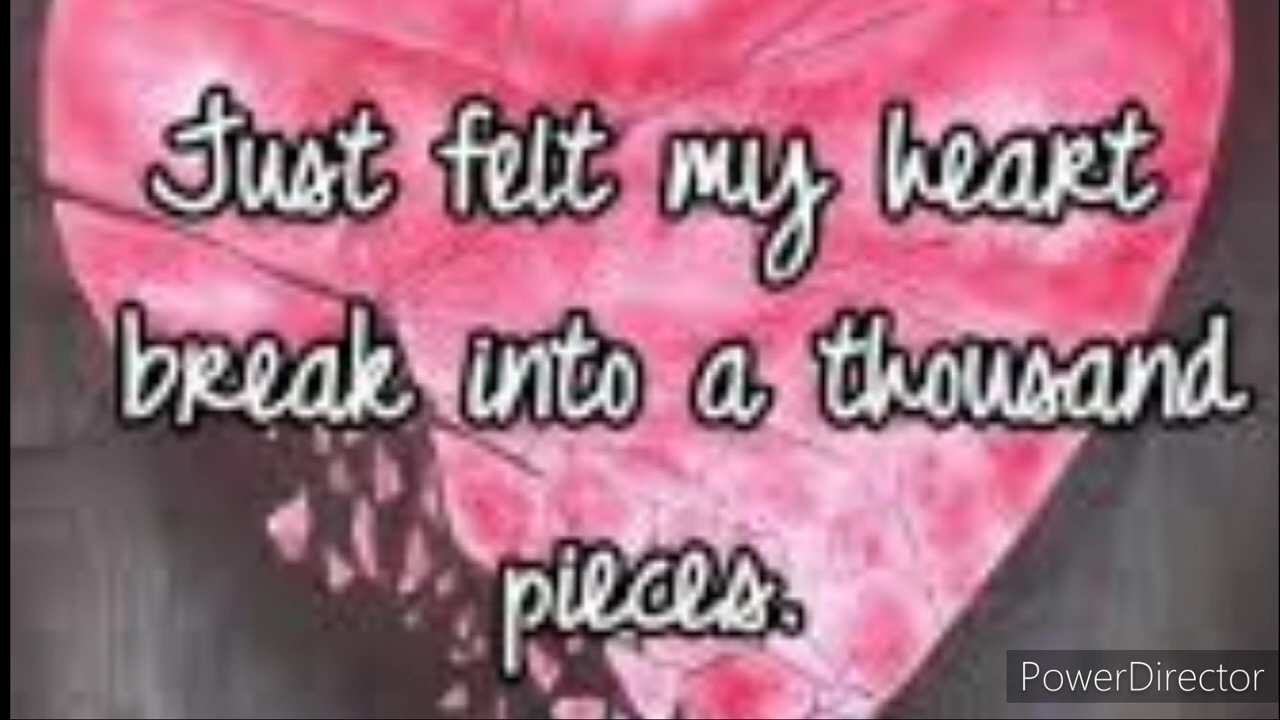 Just felt my heart
break into a thousand
pieces.
PowerDirector